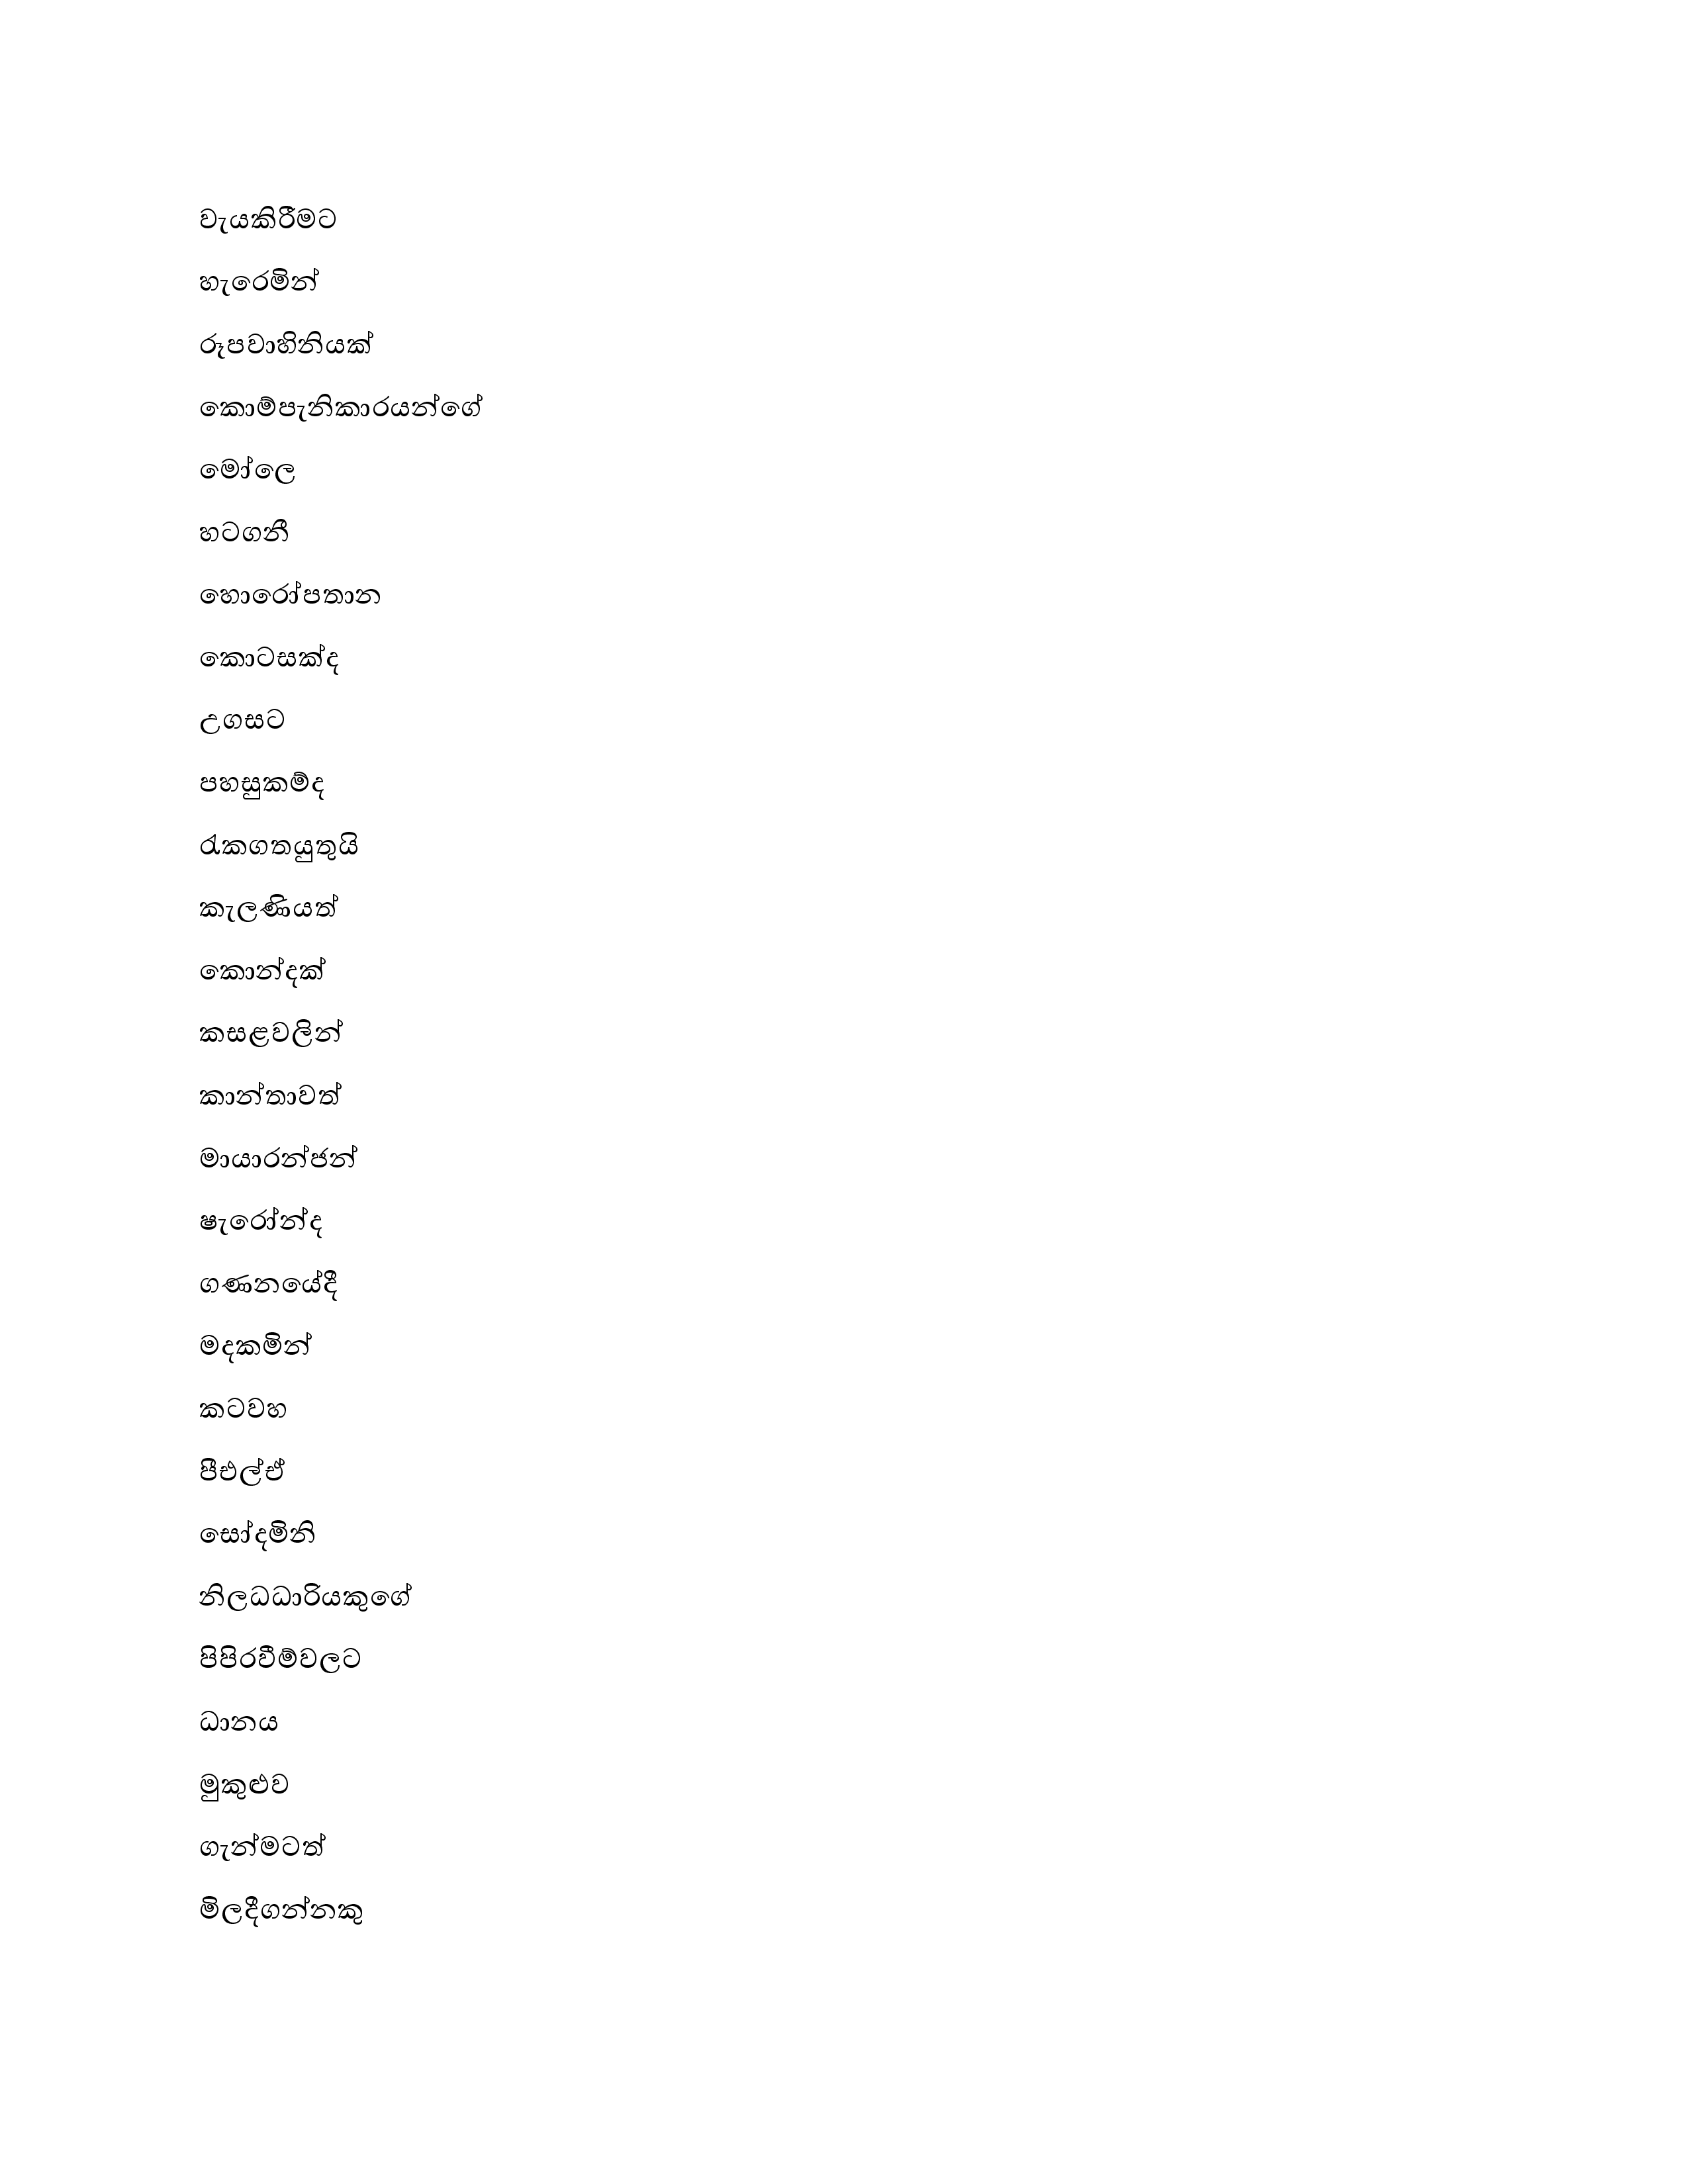 වැයකිරීමට
හැරෙමින්
රූපවාහිනියක්
කොම්පැනිකාරයන්ගේ
මෝලෙ
හටගනී
හොරෝපතාන
කොටසක්ද
උගසට
පහසුකම්ද
රැකගතයුතුයි
කැලණියත්
කොන්දක්
කසළවලින්
කාන්තාවත්
මායාරන්ජන්
ෂැරෝන්ද
ගණනයේදී
මදකමින්
කටවහ
පීඑල්ඒ
සෝදමිනි
නිලධධාරියකුගේ
පිපිරවීම්වලට
ධානය
මුකුළුව
ගැන්මටත්
මිලදීගන්නකු